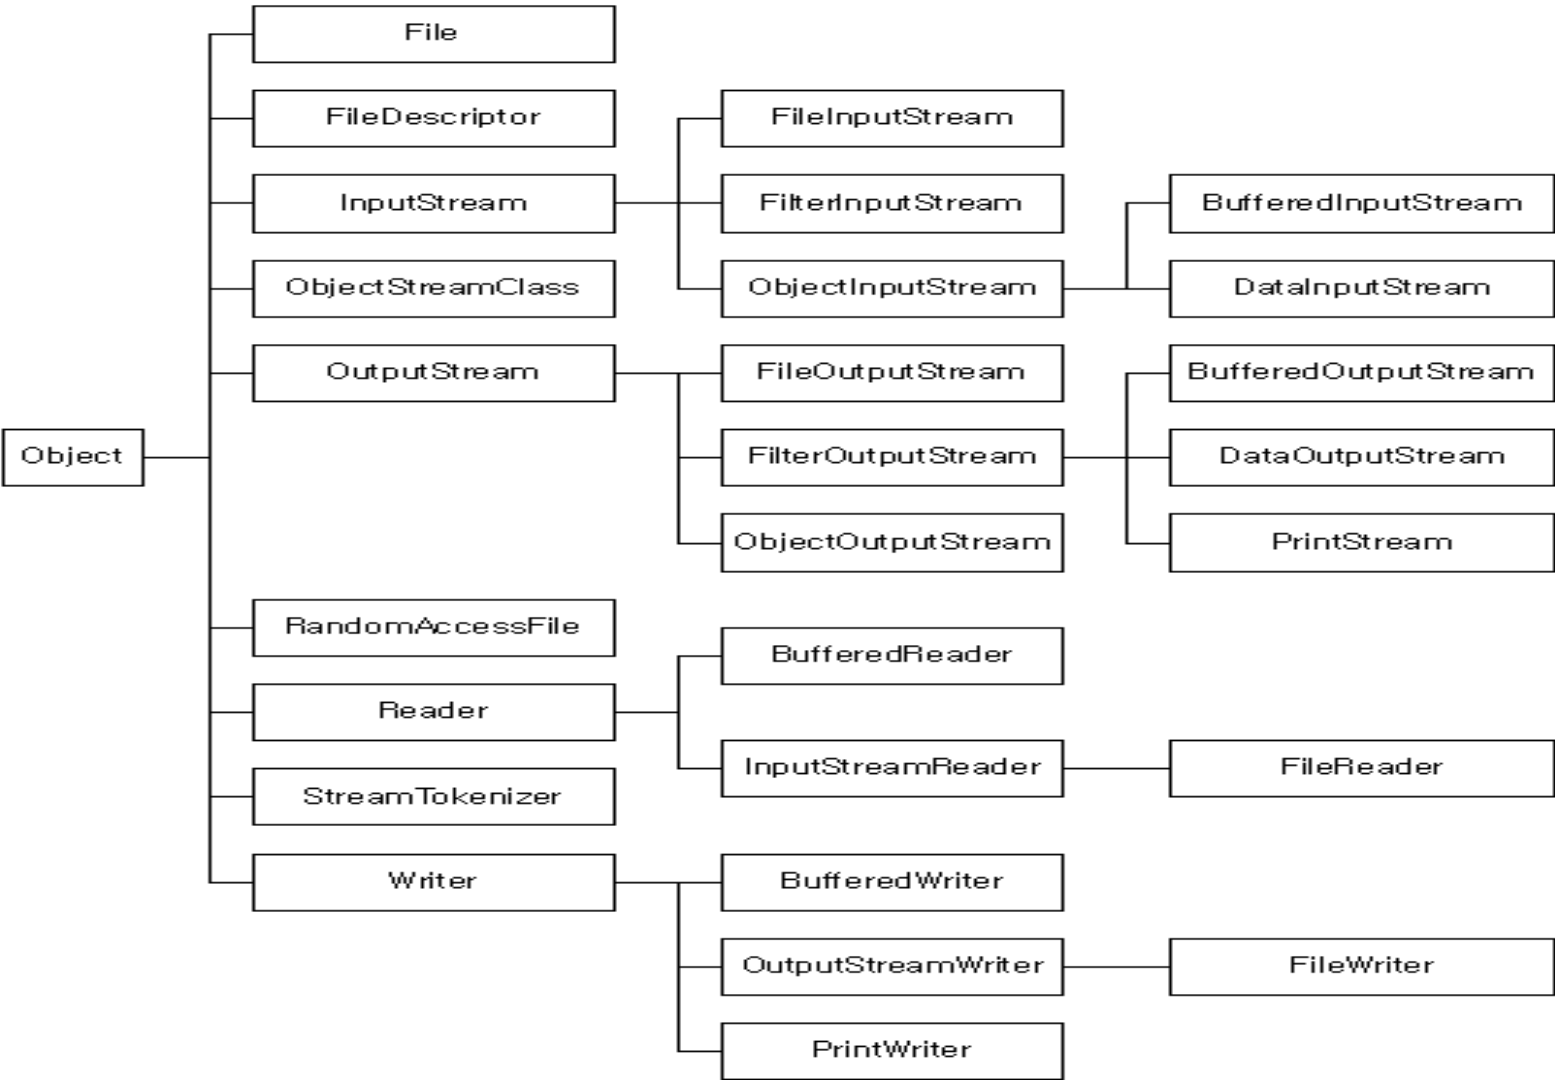 File
FileDescriptor
FileInputStream
InputStream
FilterInputStream
BufferedInputStream
ObjectStreamClass
ObjectInputStream
DataInputStream
OutputStream
FileOutputStream
BufferedOutputStream
Object
FilterOutputStream
DataOutputStream
ObjectOutputStream
PrintStream
RandomAccessFile
BufferedReader
Reader
InputStreamReader
FileReader
StreamTokenizer
Writer
BufferedWriter
OutputStreamWriter
FileWriter
PrintWriter